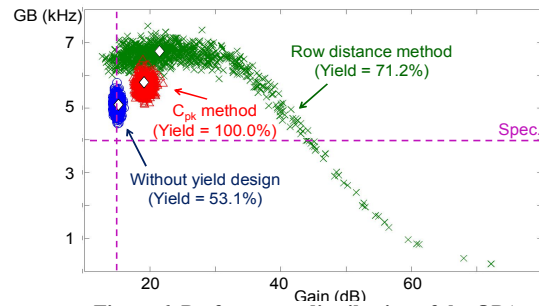 GB (kHz)
7
5
3
1
Row distance method
(Yield = 71.2%)
Cpk method
(Yield = 100.0%)
Spec.
Without yield design
(Yield = 53.1%)
20
40
60
80
Gain (dB)